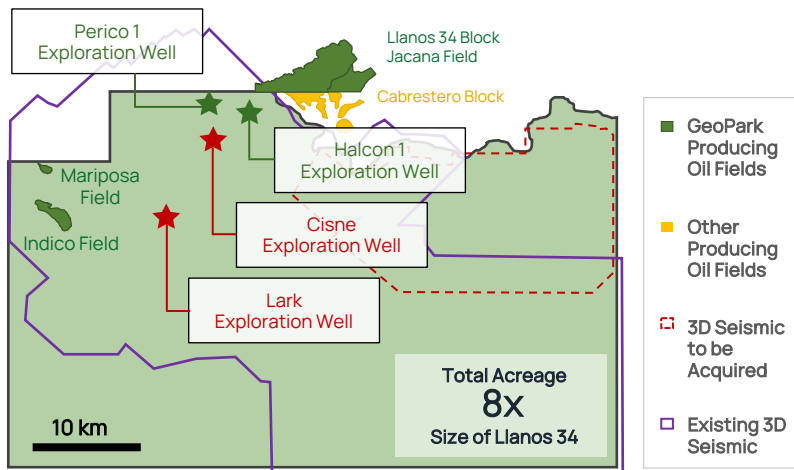 Perico 1
Exploration Well
Llanos 34 Block
Jacana Field
Cabrestero Block
Halcon 1
Exploration Well
Mariposa
Field
Indico Field
Cisne
Exploration Well
Lark
Exploration Well
Total Acreage
8x
Size of Llanos 34
10 km
GeoPark
Producing
Oil Fields
Other
Producing
Oil Fields
3D Seismic
to be
Acquired
Existing 3D
Seismic